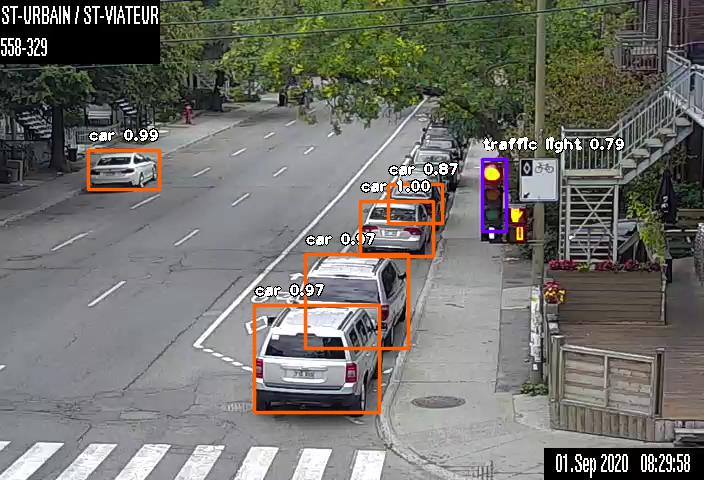 ST-URBAIN / ST-VIATEUR
558-329
car 0.99
traffic light 0.79
car 0.87
car 1.00
car 0.97
car 0.97
01.Sep 2020 08:29:58